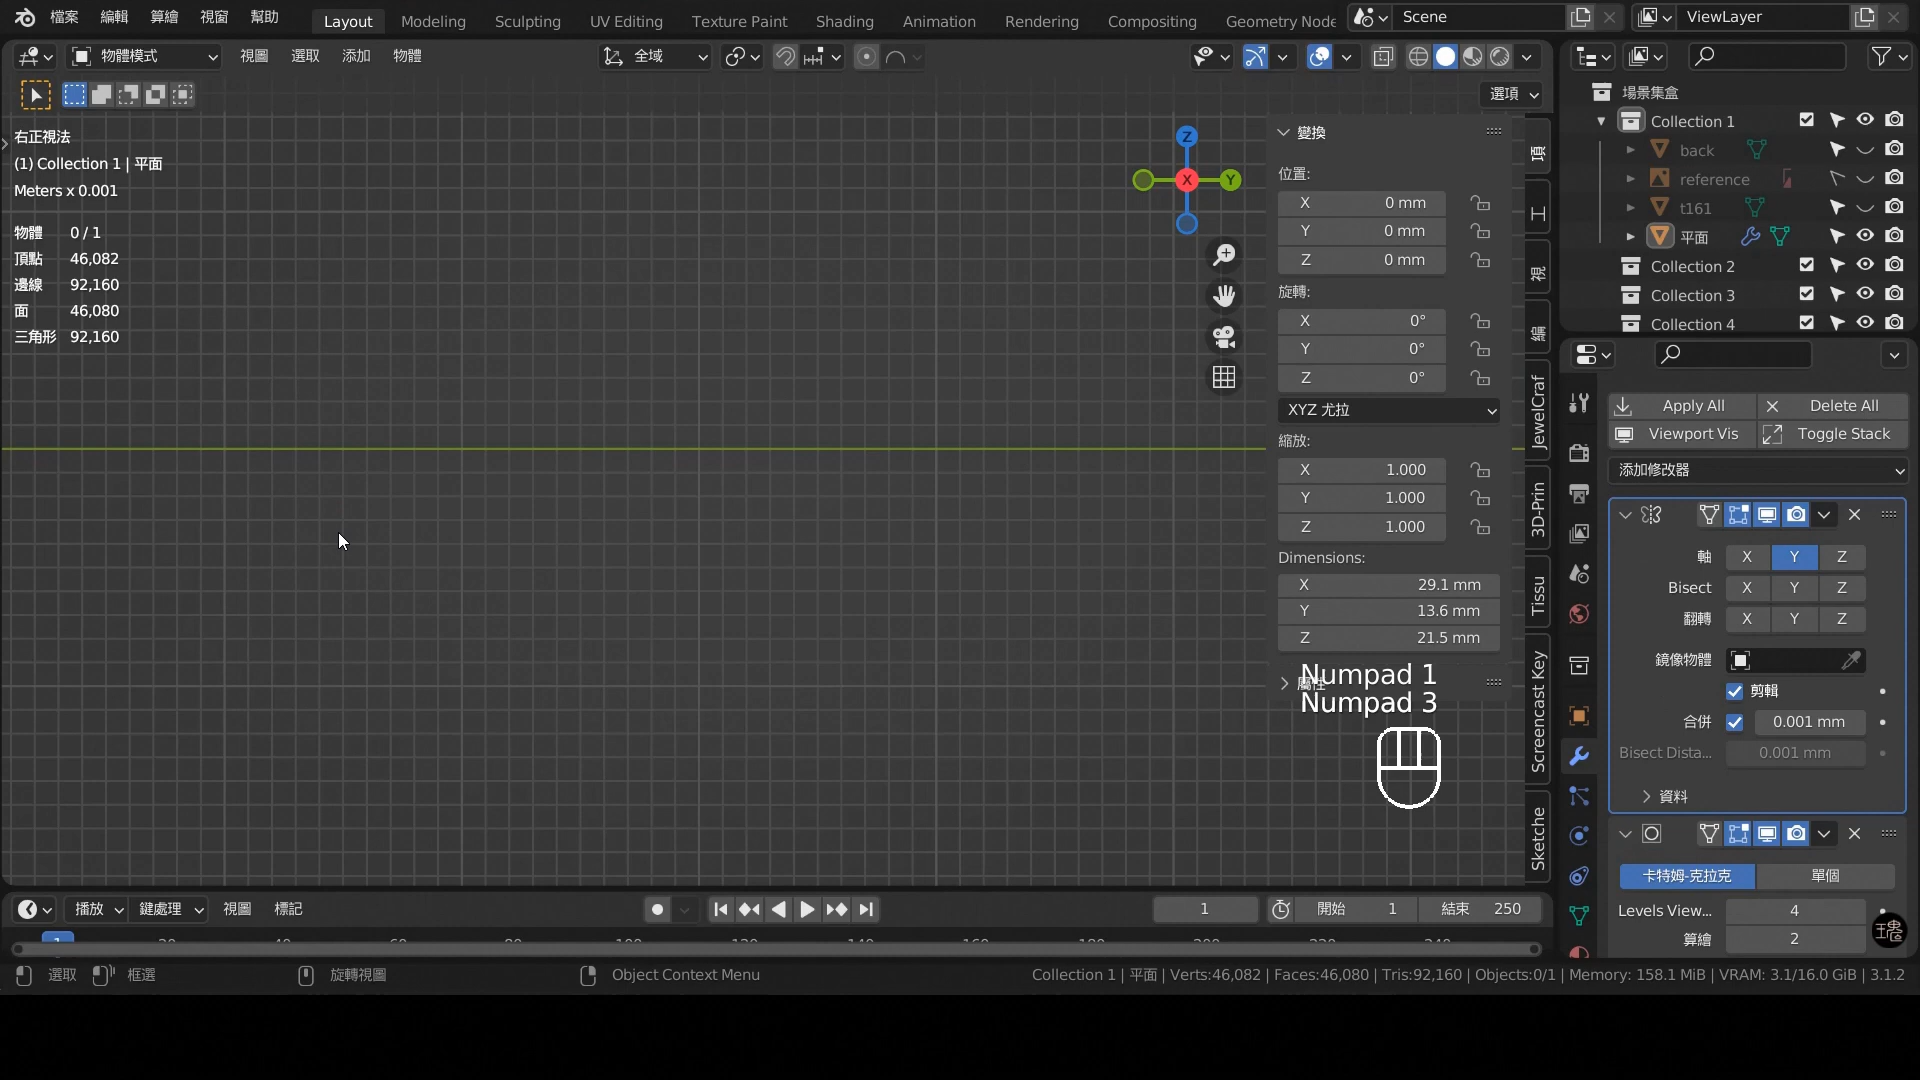 檔案 編輯 算繪 視窗 幫助 Layout Modeling Sculpting UV Editing Texture Paint Shading Animation Rendering Compositing Geometry Node Scene ViewLayer
物體模式 視圖 選取 添加 物體 全域
選項
右正視法
(1) Collection 1 | 平面
Meters x 0.001
物體 0 / 1
頂點 46,082
邊線 92,160
面 46,080
三角形 92,160
Z
X
Y
變換
位置:
X 0 mm
Y 0 mm
Z 0 mm
旋轉:
X 0°
Y 0°
Z 0°
XYZ 尤拉
縮放:
X 1.000
Y 1.000
Z 1.000
Dimensions:
X 29.1 mm
Y 13.6 mm
Z 21.5 mm
Numpad 1
Numpad 3
項
工
視
編
JewelCraf
3D-Prin
Tissu
Screencast Key
Sketche
場景集盒
Collection 1
back
reference
t161
平面
Collection 2
Collection 3
Collection 4
Apply All Delete All
Viewport Vis Toggle Stack
添加修改器
軸 X Y Z
Bisect X Y Z
翻轉 X Y Z
鏡像物體
剪輯
合併 0.001 mm
Bisect Dista... 0.001 mm
資料
卡特姆-克拉克 單個
Levels View... 4
算繪 2
播放 鍵處理 視圖 標記 1 開始 1 結束 250
選取 框選 旋轉視圖 Object Context Menu Collection 1 | 平面 | Verts:46,082 | Faces:46,080 | Tris:92,160 | Objects:0/1 | Memory: 158.1 MiB | VRAM: 3.1/16.0 GiB | 3.1.2